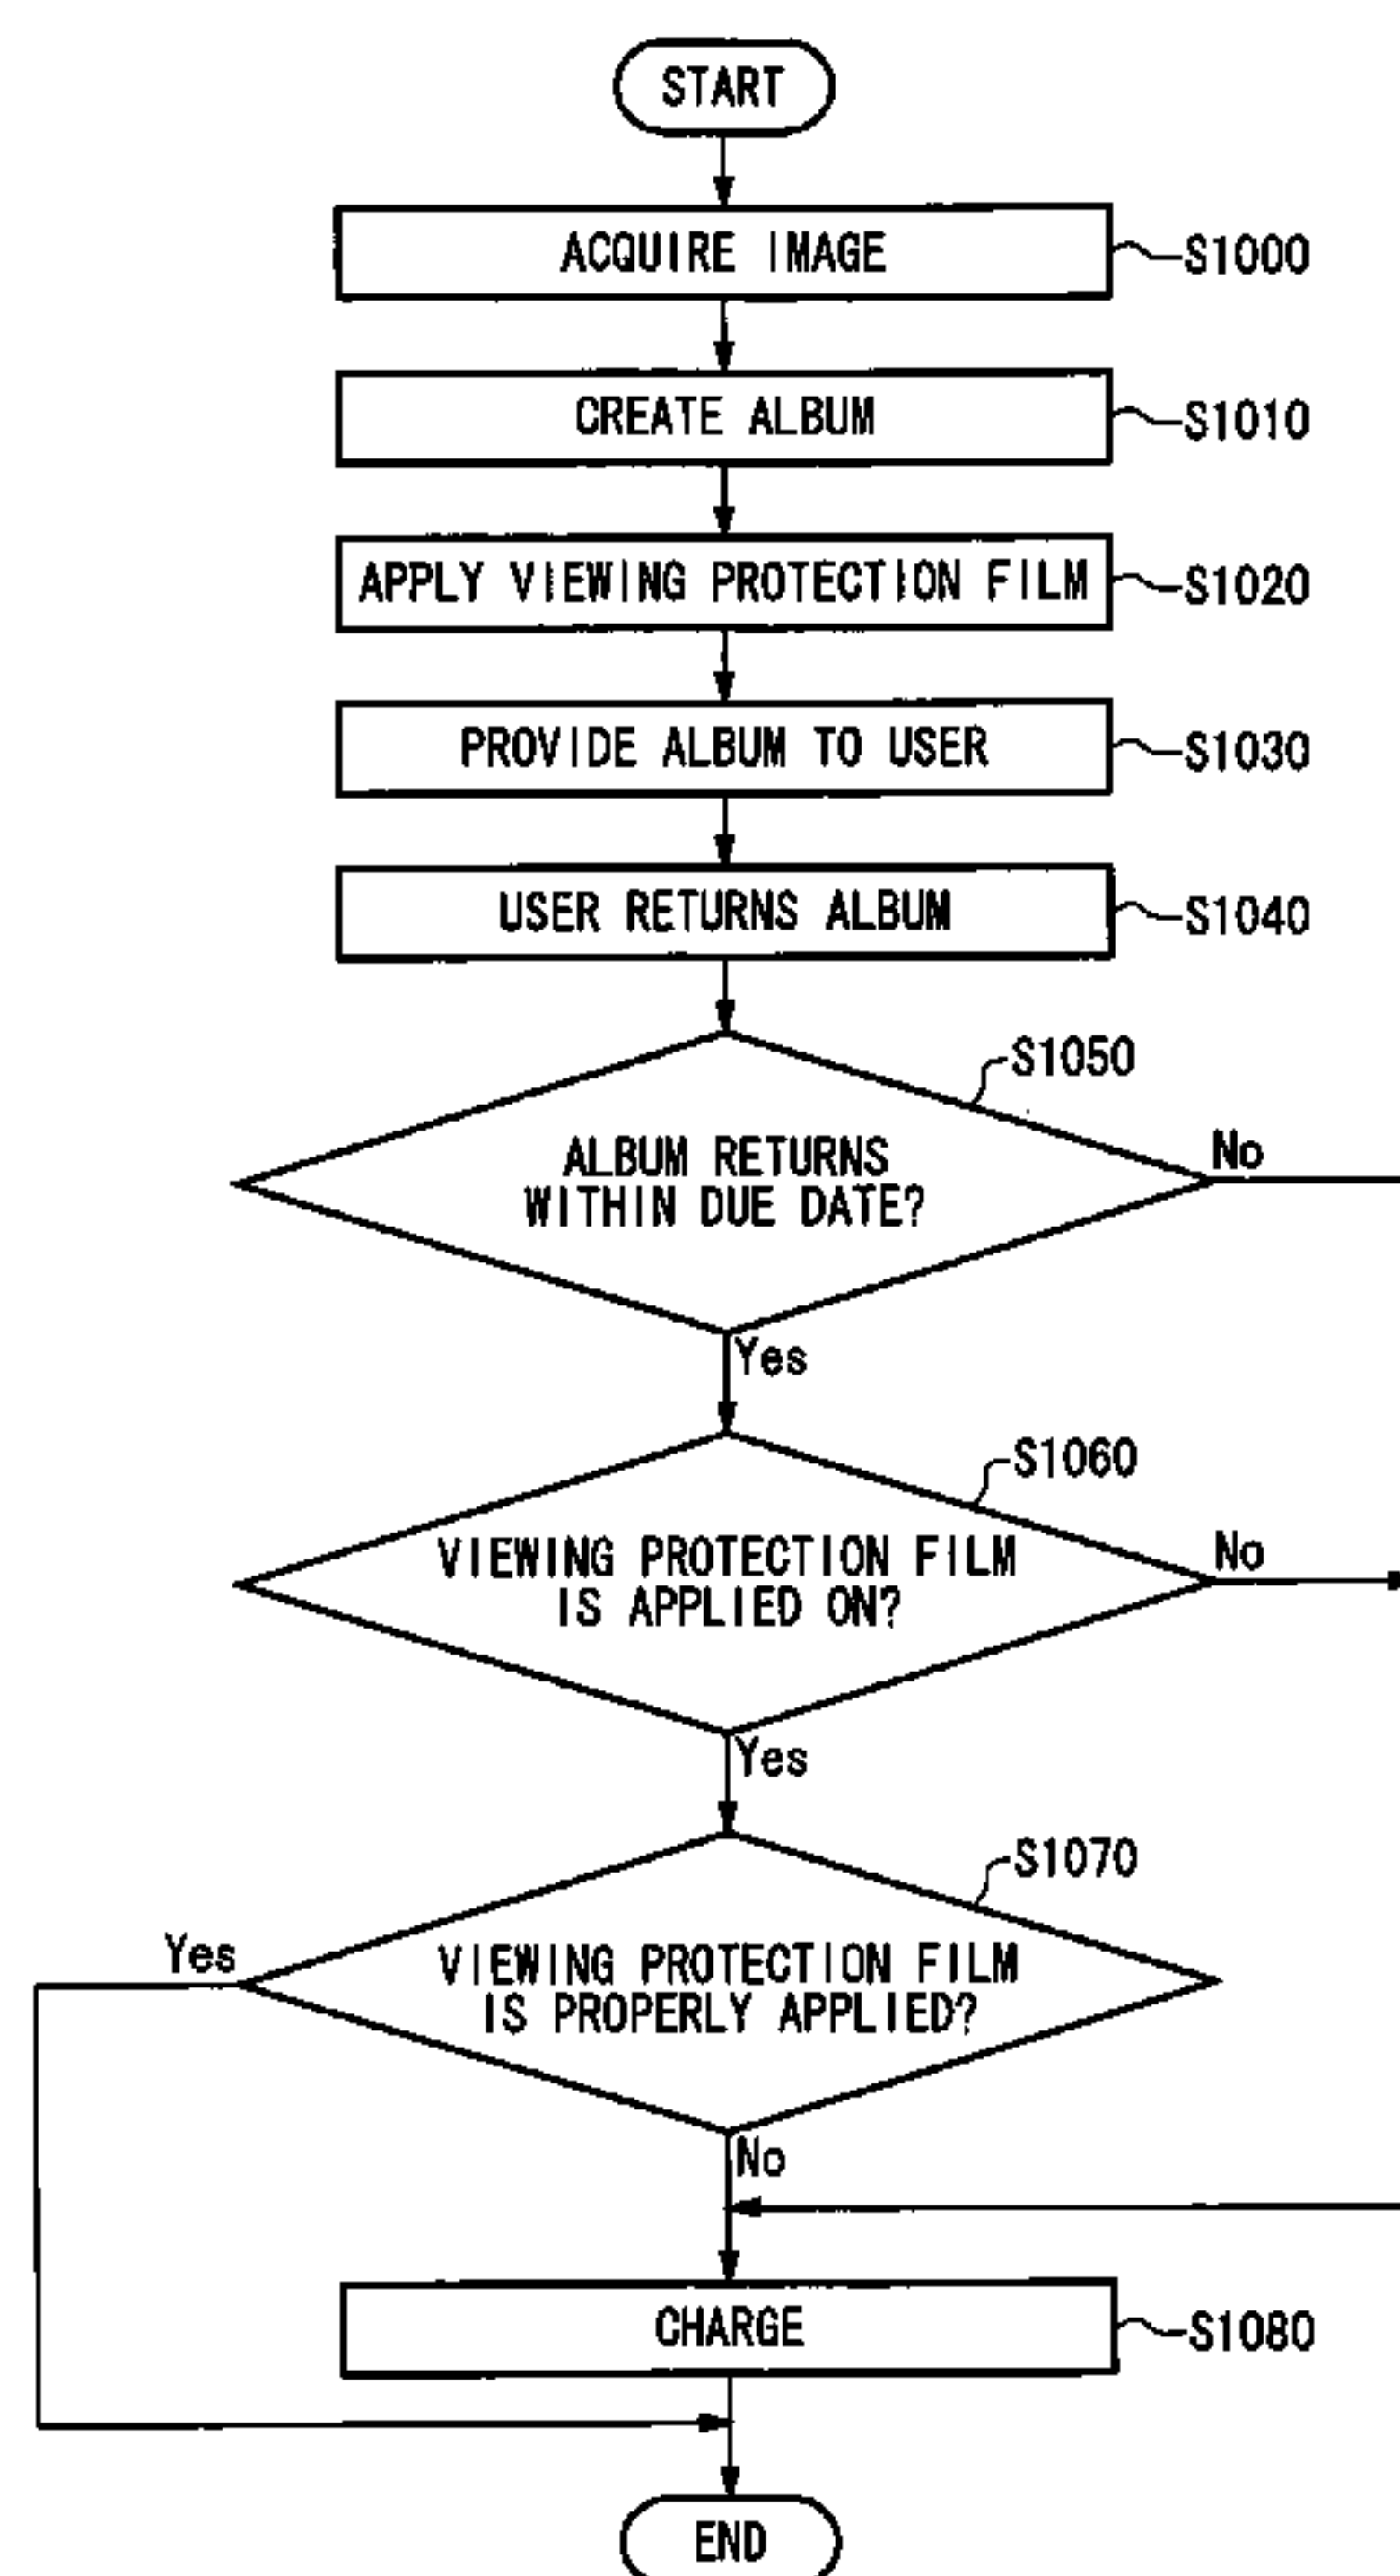 START
ACQUIRE IMAGE
S1000
CREATE ALBUM
S1010
APPLY VIEWING PROTECTION FILM
S1020
PROVIDE ALBUM TO USER
S1030
USER RETURNS ALBUM
S1040
S1050
ALBUM RETURNS
WITHIN DUE DATE?
No
Yes
S1060
VIEWING PROTECTION FILM
IS APPLIED ON?
No
Yes
S1070
VIEWING PROTECTION FILM
IS PROPERLY APPLIED?
Yes
No
CHARGE
S1080
END